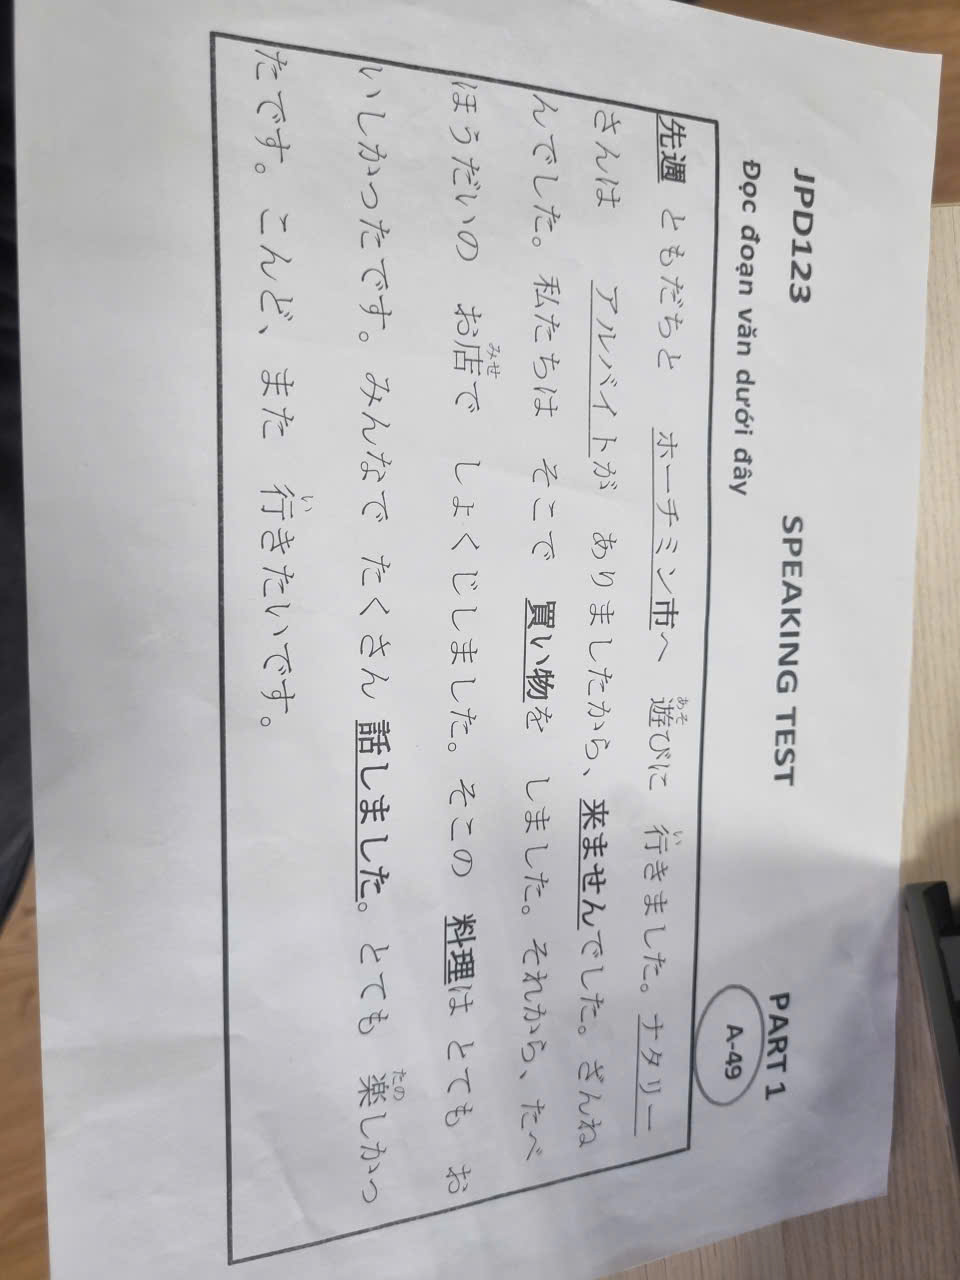 JPD123 SPEAKING TEST PART 1
Đọc đoạn văn dưới đây A-49
先週 ともだちと ホーチミン市へ 遊びに 行きました。ナタリー
さんは アルバイトが ありましたから、来ませんでした。ざんね
んでした。私たちは そこで 買い物を しました。それから、たべ
ほうだいの お店で しょくじしました。そこの 料理は とても お
いしかったです。みんなで たくさん 話しました。とても 楽しかっ
たです。こんど、また 行きたいです。